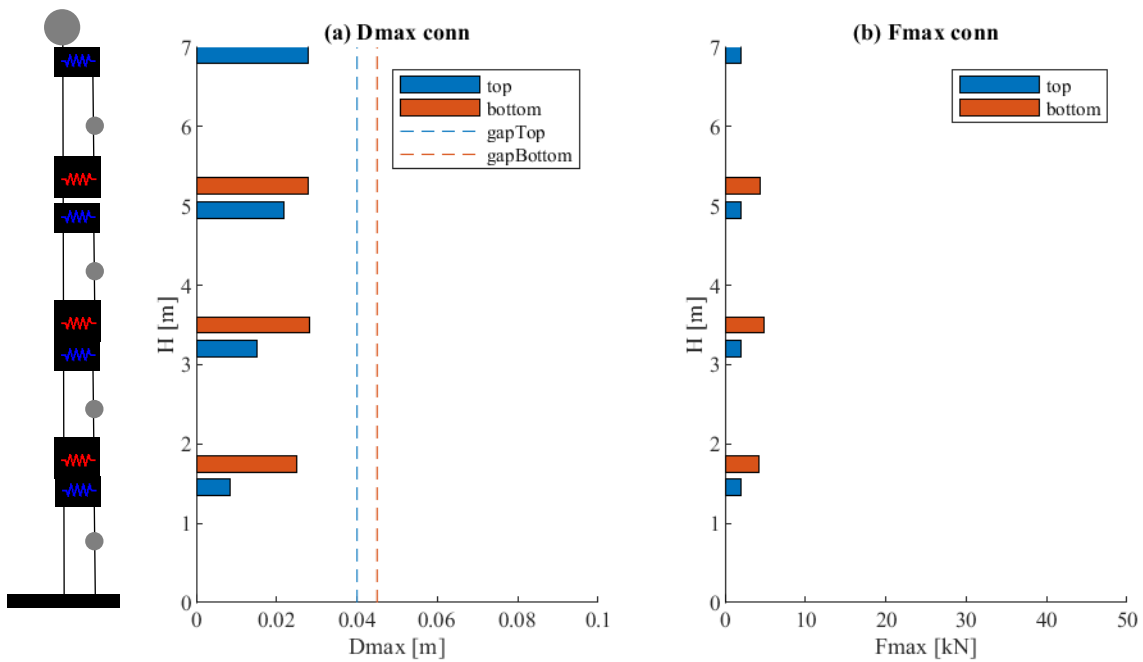 (a) Dmax conn
7
6
5
4
3
2
1
0
H [m]
top
bottom
gapTop
gapBottom
0 0.02 0.04 0.06 0.08 0.1
Dmax [m]
(b) Fmax conn
7
6
5
4
3
2
1
0
H [m]
top
bottom
0 10 20 30 40 50
Fmax [kN]